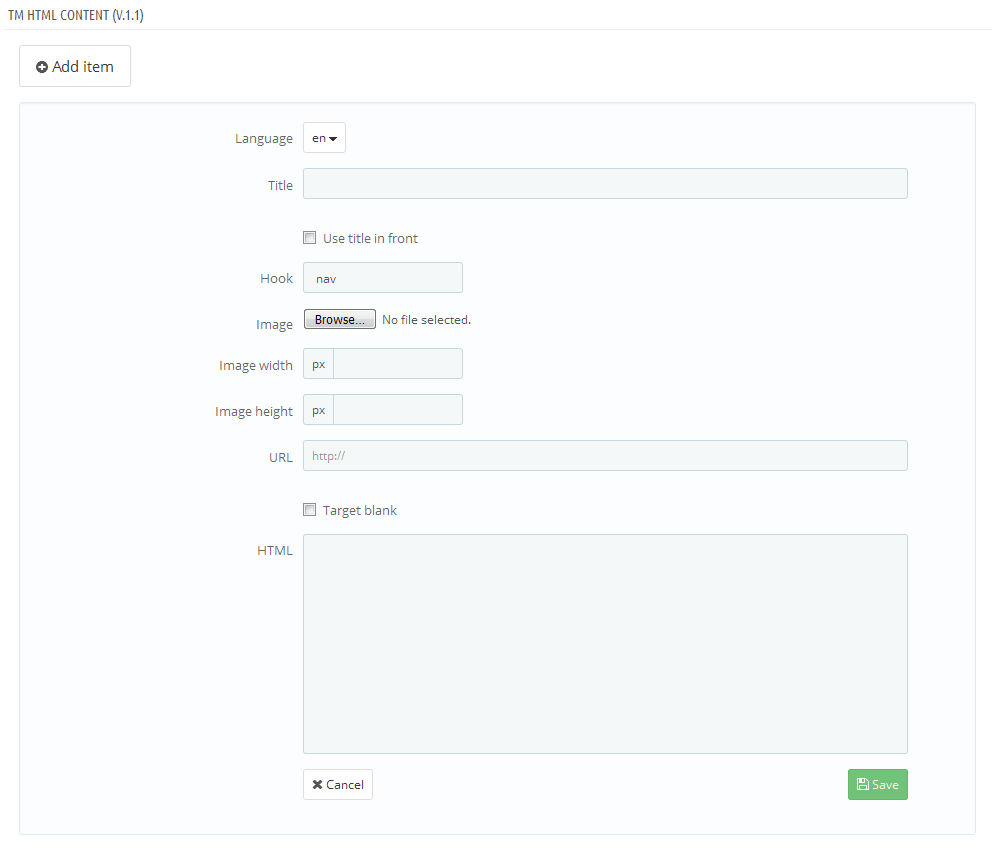 TM HTML CONTENT (V.1.1)
Add item
Language en
Title
Use title in front
Hook nav
Image Browse... No file selected.
Image width px
Image height px
URL http://
Target blank
HTML
Cancel Save